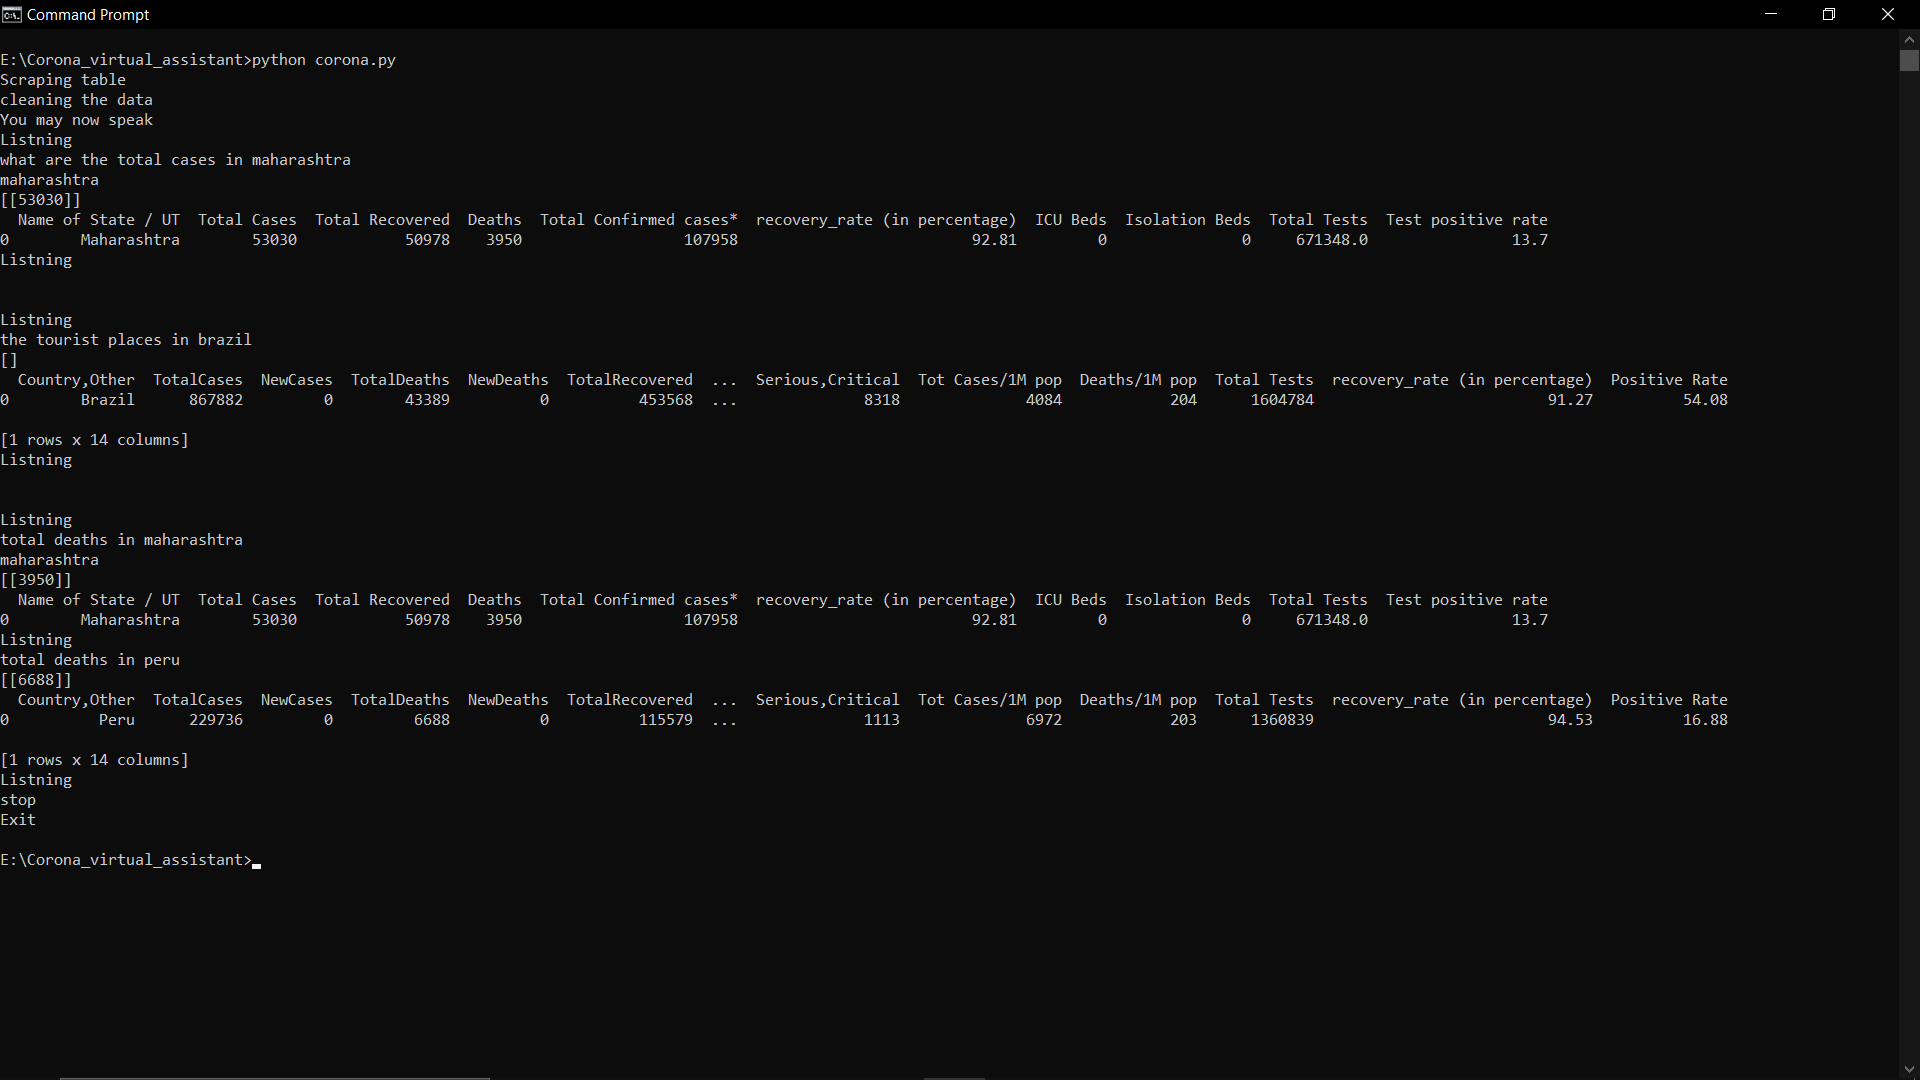 Command Prompt
E:\Corona_virtual_assistant>python corona.py
Scraping table
cleaning the data
You may now speak
Listning
what are the total cases in maharashtra
maharashtra
[[53030]]
Name of State / UT Total Cases Total Recovered Deaths Total Confirmed cases* recovery_rate (in percentage) ICU Beds Isolation Beds Total Tests Test positive rate
0 Maharashtra 53030 50978 3950 107958 92.81 0 0 671348.0 13.7
Listning
Listning
the tourist places in brazil
[]
Country,Other TotalCases NewCases TotalDeaths NewDeaths TotalRecovered ... Serious,Critical Tot Cases/1M pop Deaths/1M pop Total Tests recovery_rate (in percentage) Positive Rate
0 Brazil 867882 0 43389 0 453568 ... 8318 4084 204 1604784 91.27 54.08
[1 rows x 14 columns]
Listning
Listning
total deaths in maharashtra
maharashtra
[[3950]]
Name of State / UT Total Cases Total Recovered Deaths Total Confirmed cases* recovery_rate (in percentage) ICU Beds Isolation Beds Total Tests Test positive rate
0 Maharashtra 53030 50978 3950 107958 92.81 0 0 671348.0 13.7
Listning
total deaths in peru
[[6688]]
Country,Other TotalCases NewCases TotalDeaths NewDeaths TotalRecovered ... Serious,Critical Tot Cases/1M pop Deaths/1M pop Total Tests recovery_rate (in percentage) Positive Rate
0 Peru 229736 0 6688 0 115579 ... 1113 6972 203 1360839 94.53 16.88
[1 rows x 14 columns]
Listning
stop
Exit
E:\Corona_virtual_assistant>